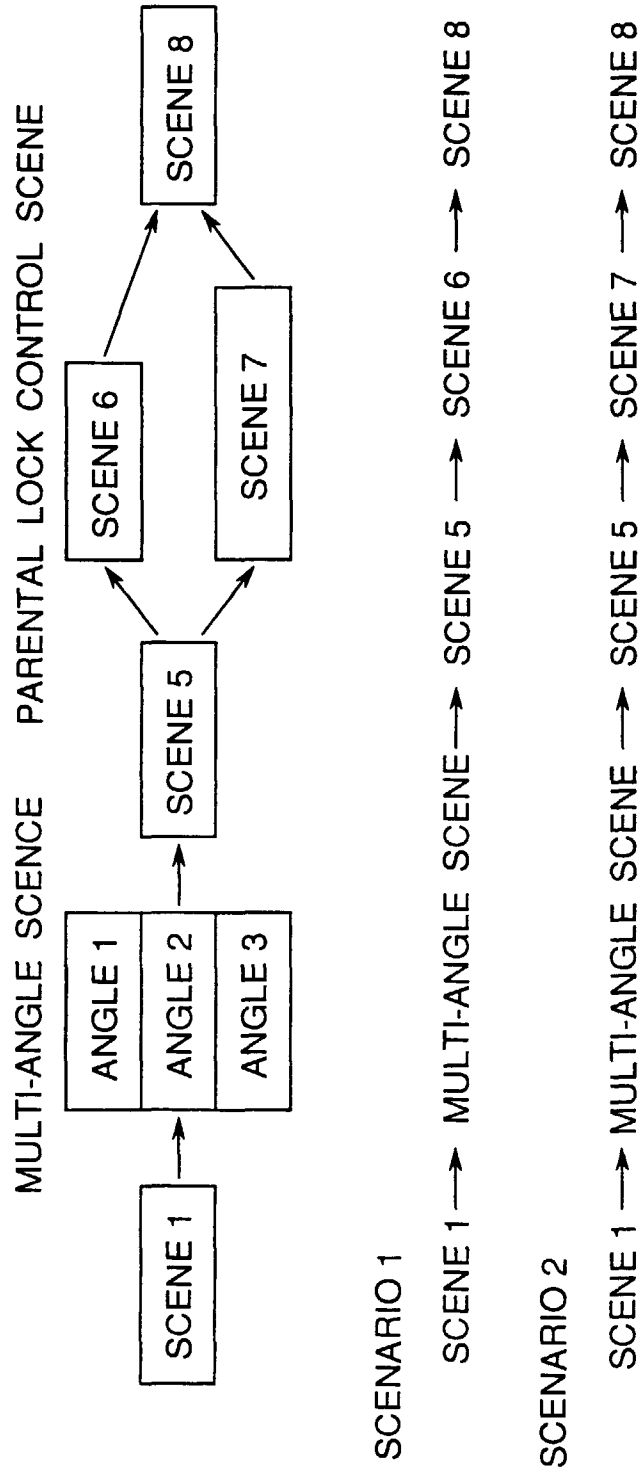 MULTI-ANGLE SCENCE PARENTAL LOCK CONTROL SCENE
SCENE 1
ANGLE 1
ANGLE 2
ANGLE 3
SCENE 5
SCENE 6
SCENE 7
SCENE 8
SCENARIO 1
SCENE 1 → MULTI-ANGLE SCENE → SCENE 5 → SCENE 6 → SCENE 8
SCENARIO 2
SCENE 1 → MULTI-ANGLE SCENE → SCENE 5 → SCENE 7 → SCENE 8